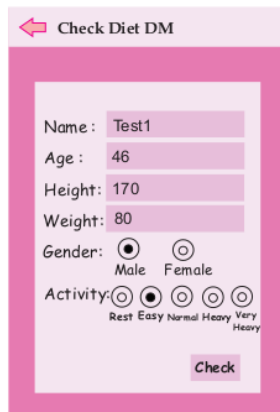 Check Diet DM
Name : Test1
Age : 46
Height: 170
Weight: 80
Gender:
Male Female
Activity:
Rest Easy Normal Heavy Very Heavy
Check